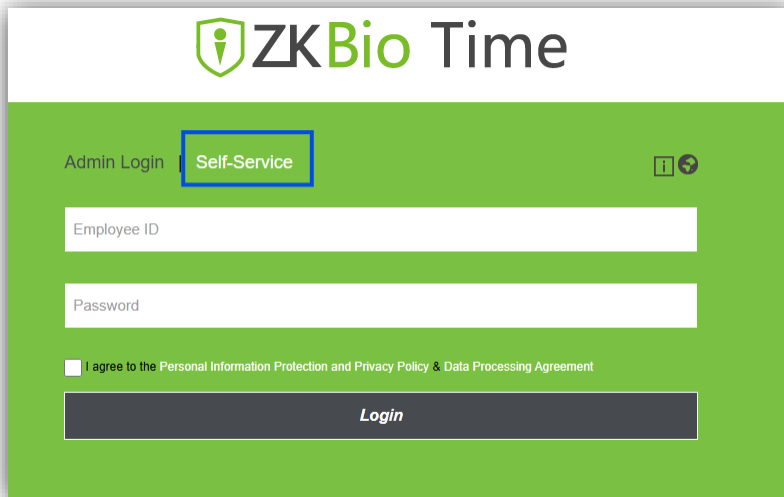 ZKBio Time
Admin Login | Self-Service
Employee ID
Password
I agree to the Personal Information Protection and Privacy Policy & Data Processing Agreement
Login